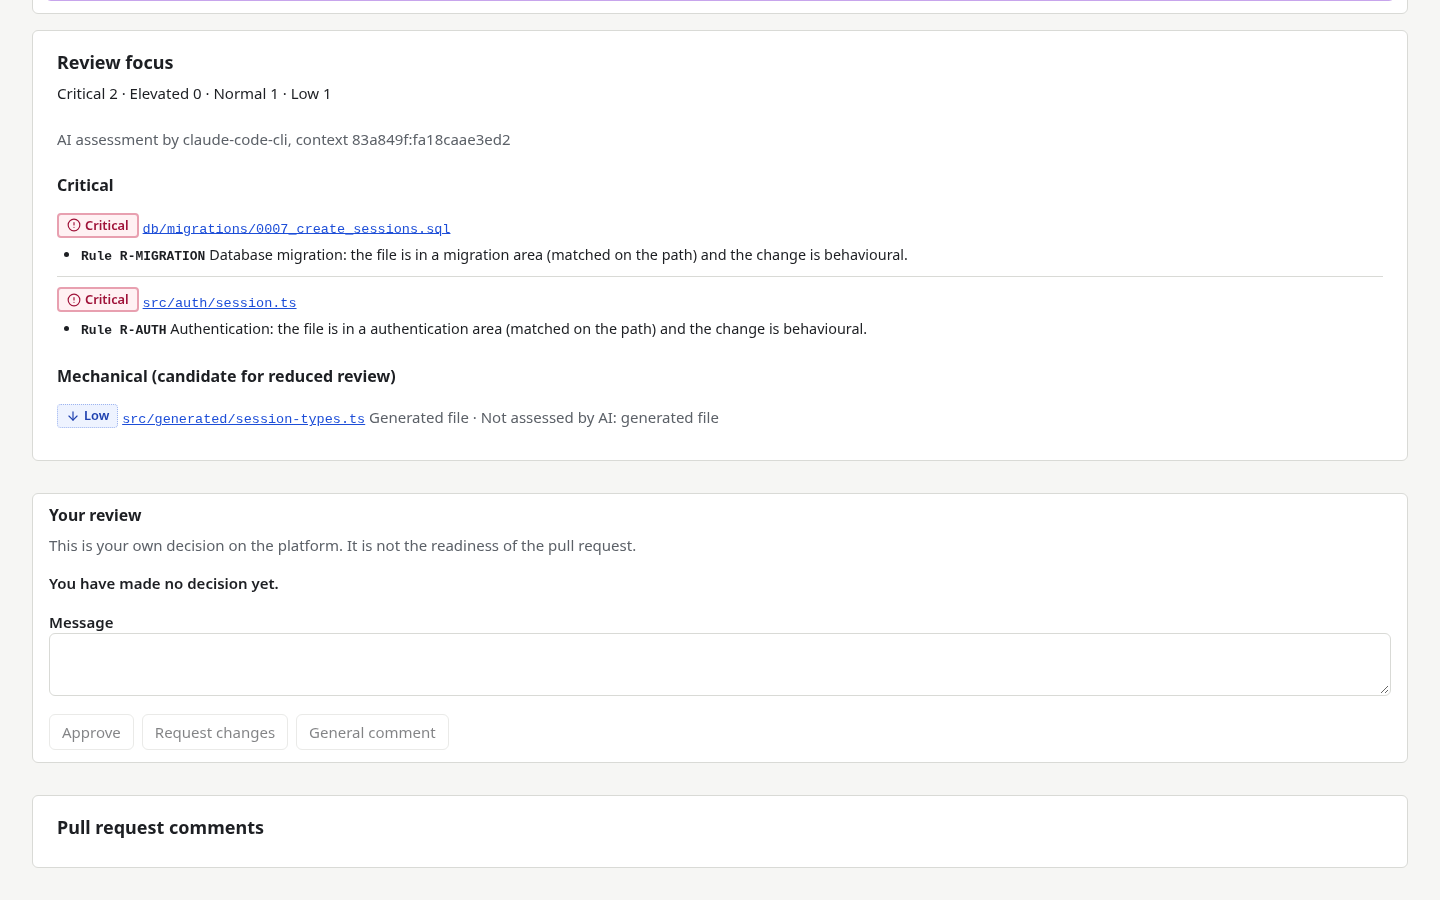 Review focus
Critical 2 · Elevated 0 · Normal 1 · Low 1
AI assessment by claude-code-cli, context 83a849f:fa18caae3ed2
Critical
Critical db/migrations/0007_create_sessions.sql
Rule R-MIGRATION Database migration: the file is in a migration area (matched on the path) and the change is behavioural.
Critical src/auth/session.ts
Rule R-AUTH Authentication: the file is in a authentication area (matched on the path) and the change is behavioural.
Mechanical (candidate for reduced review)
Low src/generated/session-types.ts Generated file · Not assessed by AI: generated file
Your review
This is your own decision on the platform. It is not the readiness of the pull request.
You have made no decision yet.
Message
Approve Request changes General comment
Pull request comments